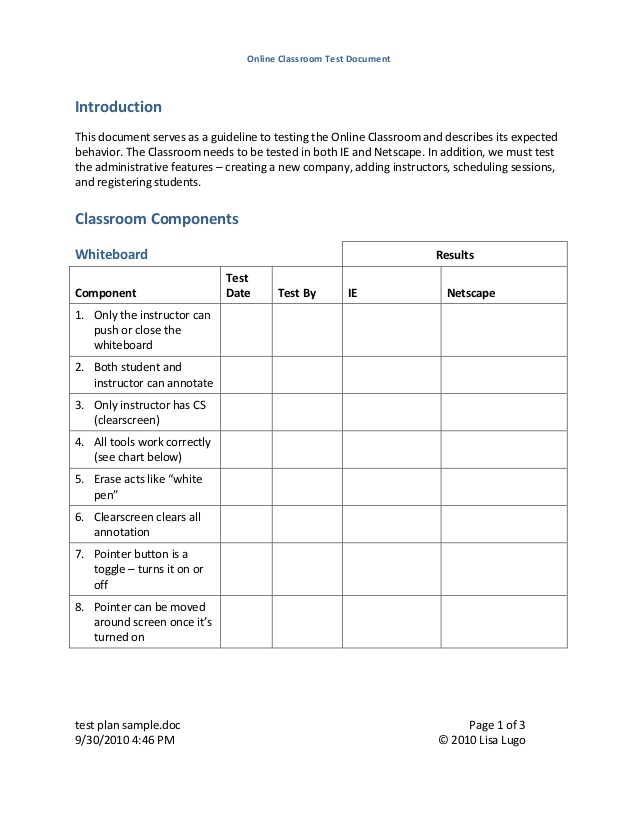 Online Classroom Test Document
Introduction
This document serves as a guideline to testing the Online Classroom and describes its expected
behavior. The Classroom needs to be tested in both IE and Netscape. In addition, we must test
the administrative features – creating a new company, adding instructors, scheduling sessions,
and registering students.
Classroom Components
Whiteboard
Results
Component
Test
Date
Test By
IE
Netscape
1. Only the instructor can
push or close the
whiteboard
2. Both student and
instructor can annotate
3. Only instructor has CS
(clearscreen)
4. All tools work correctly
(see chart below)
5. Erase acts like “white
pen”
6. Clearscreen clears all
annotation
7. Pointer button is a
toggle – turns it on or
off
8. Pointer can be moved
around screen once it’s
turned on
test plan sample.doc
Page 1 of 3
9/30/2010 4:46 PM
© 2010 Lisa Lugo